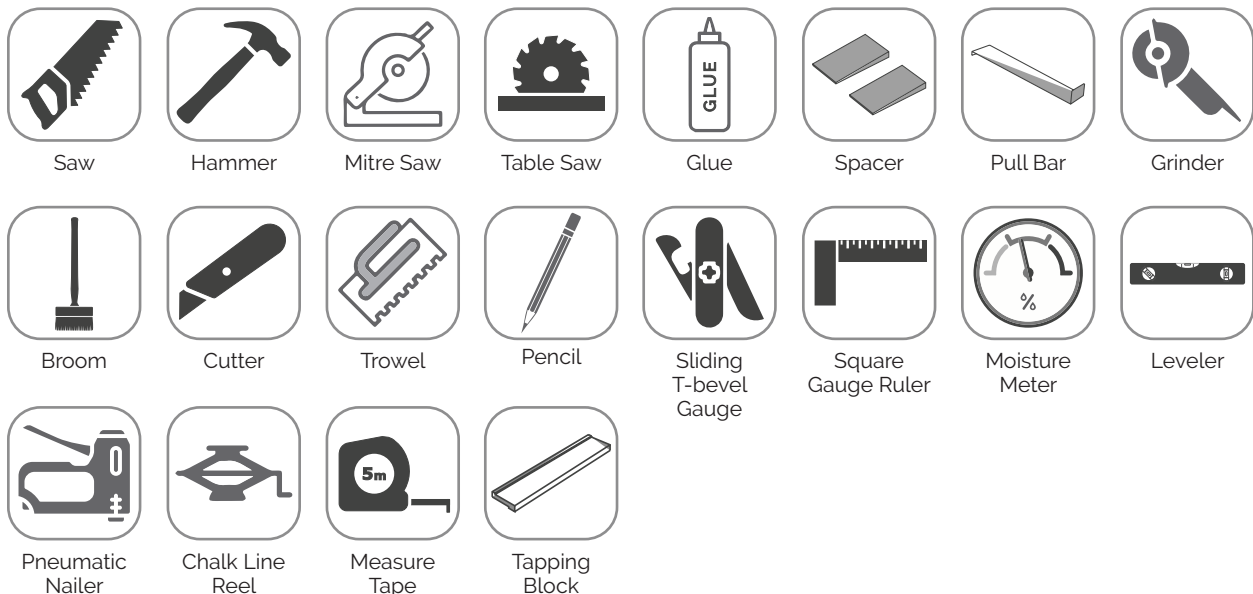 GLUE
Saw
Hammer
Mitre Saw
Table Saw
Glue
Spacer
Pull Bar
Grinder
%
Broom
Cutter
Trowel
Pencil
Sliding
T-bevel
Gauge
Square
Gauge Ruler
Moisture
Meter
Leveler
5m
Pneumatic
Nailer
Chalk Line
Reel
Measure
Tape
Tapping
Block